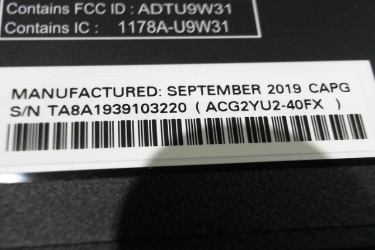 Contains FCC ID : ADTU9W31
Contains IC : 1178A-U9W31
MANUFACTURED: SEPTEMBER 2019 CAPG
S/N TA8A1939103220 ( ACG2YU2-40FX )